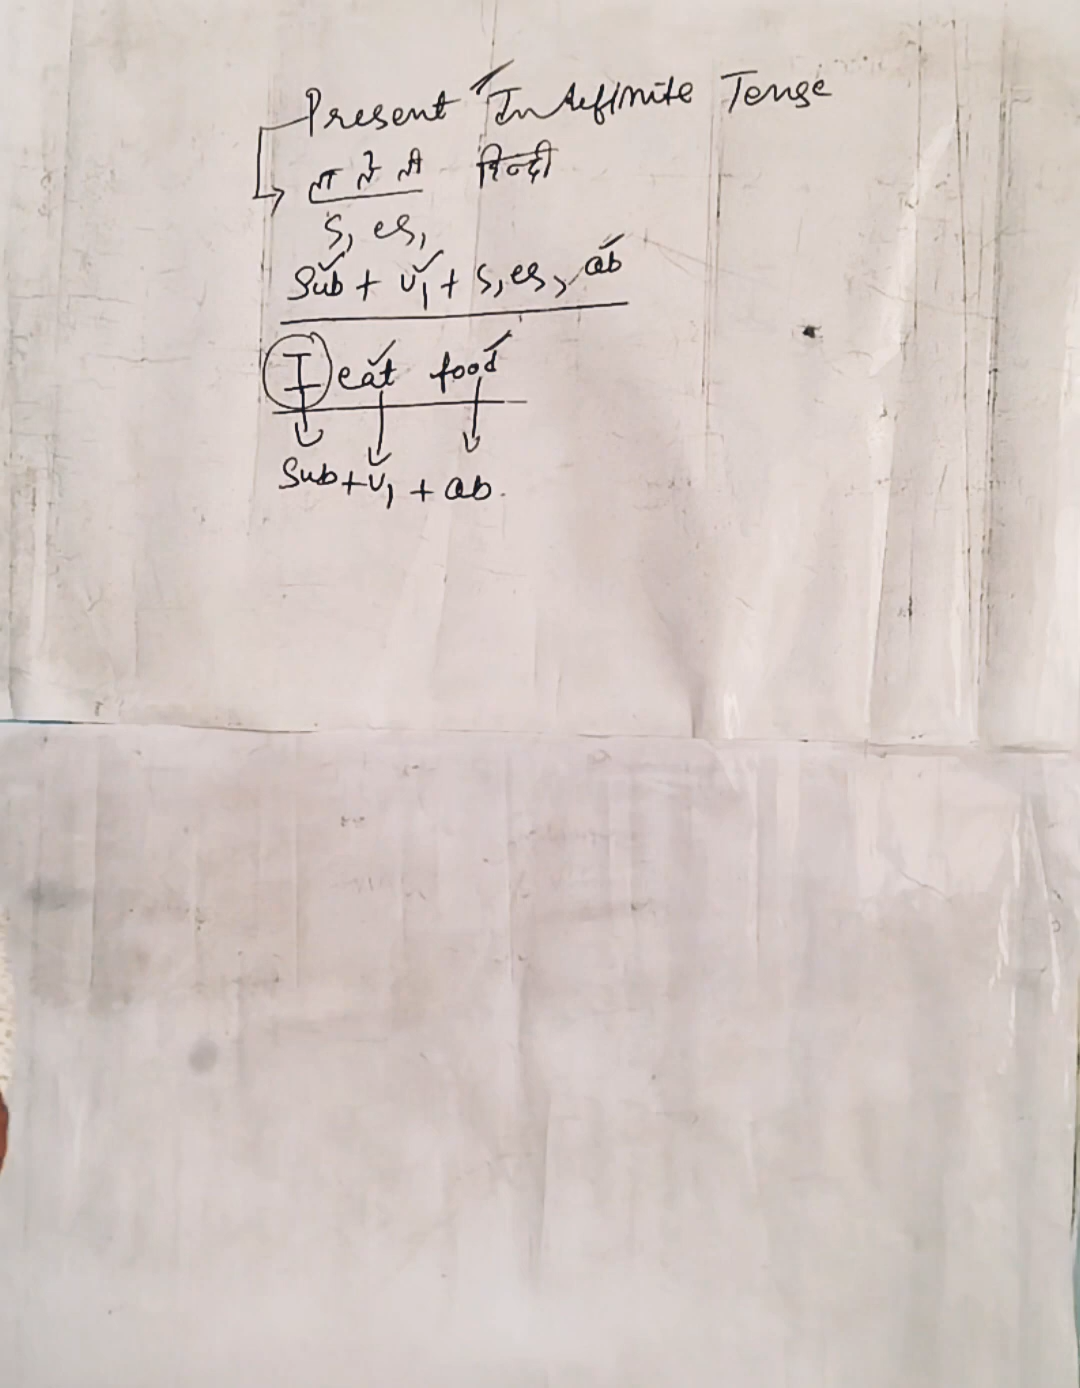 Present Indefinite Tense
ता ते ती हिन्दी
s, es,
Sub + v₁ + s, es, ob
I eat food
Sub + v₁ + ob.